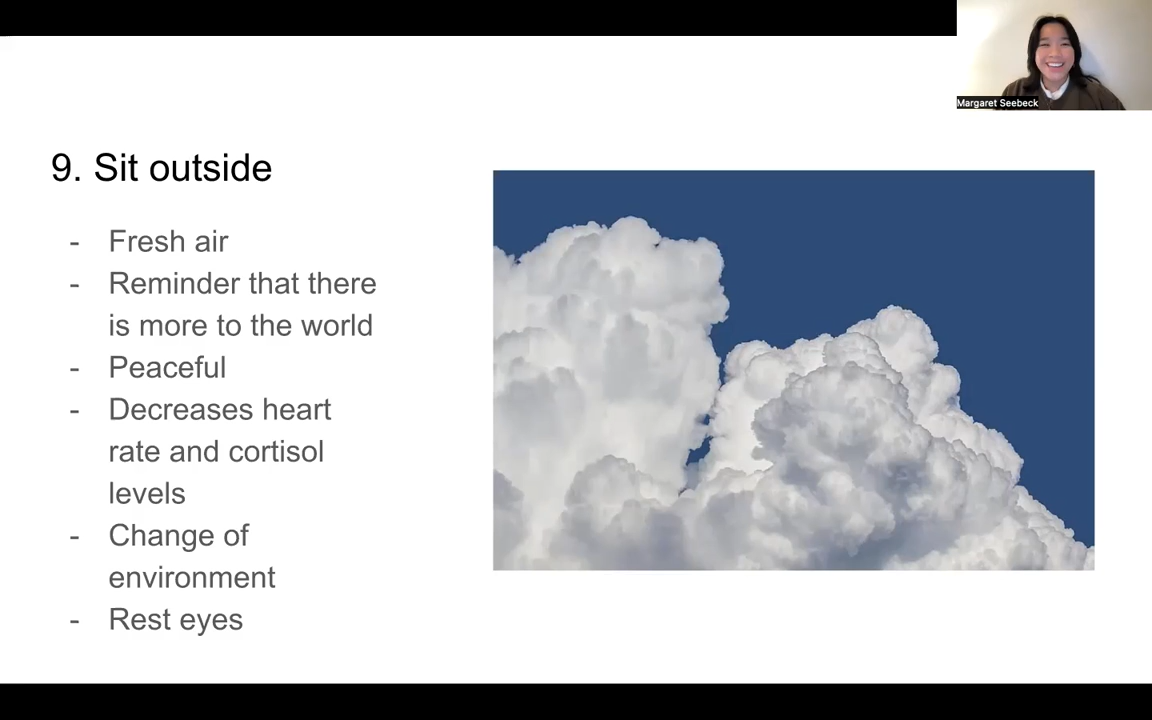 Margaret Seebeck
9. Sit outside
- Fresh air
- Reminder that there
is more to the world
- Peaceful
- Decreases heart
rate and cortisol
levels
- Change of
environment
- Rest eyes